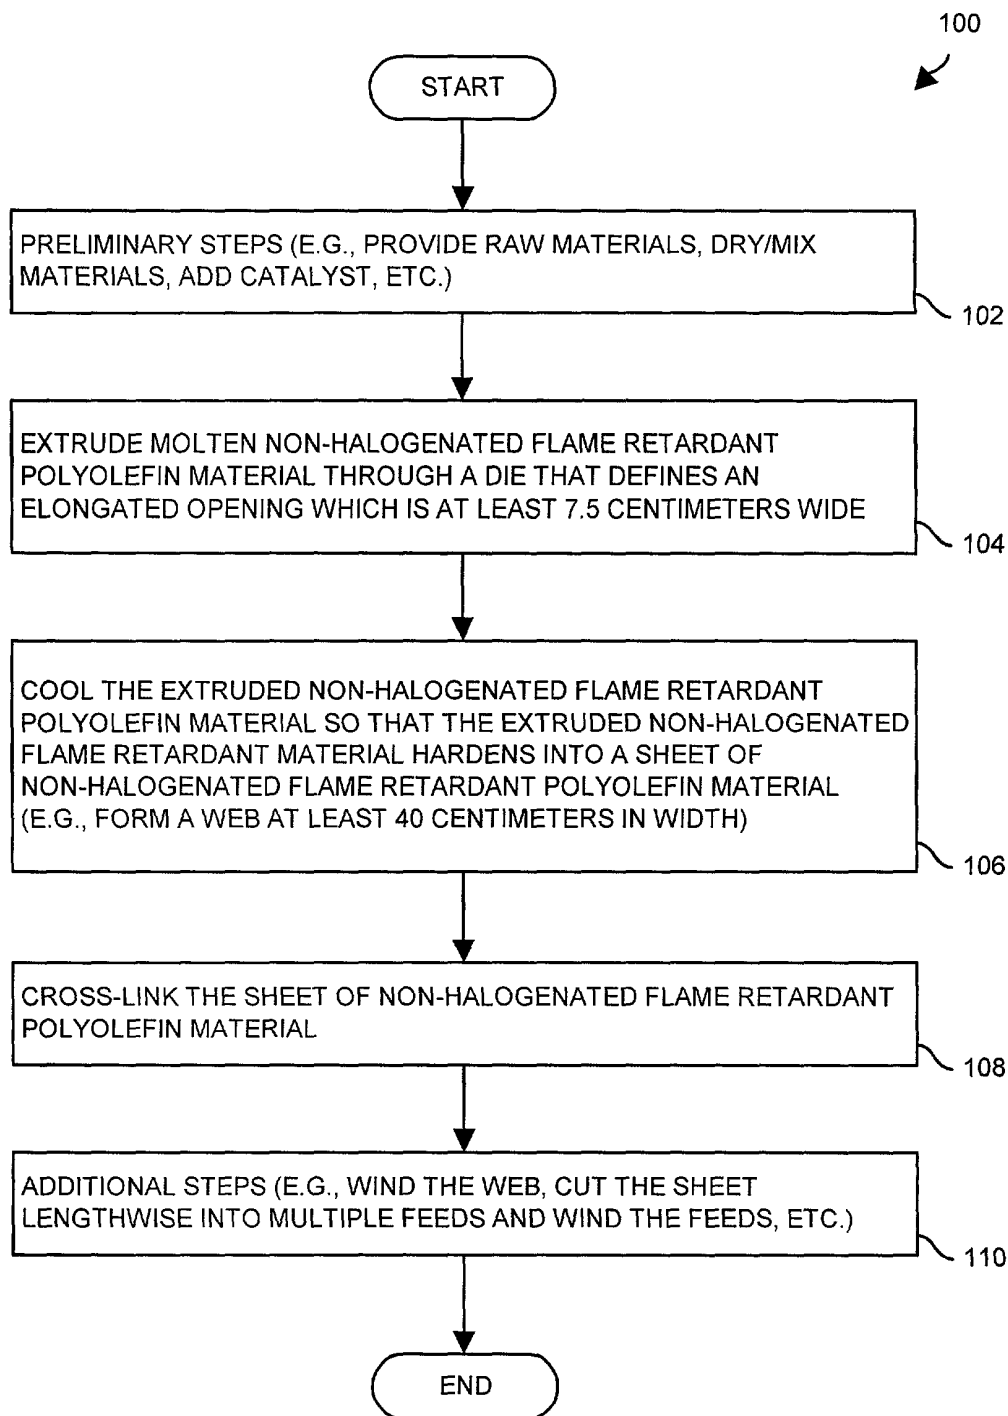 100
START
PRELIMINARY STEPS (E.G., PROVIDE RAW MATERIALS, DRY/MIX
MATERIALS, ADD CATALYST, ETC.)
102
EXTRUDE MOLTEN NON-HALOGENATED FLAME RETARDANT
POLYOLEFIN MATERIAL THROUGH A DIE THAT DEFINES AN
ELONGATED OPENING WHICH IS AT LEAST 7.5 CENTIMETERS WIDE
104
COOL THE EXTRUDED NON-HALOGENATED FLAME RETARDANT
POLYOLEFIN MATERIAL SO THAT THE EXTRUDED NON-HALOGENATED
FLAME RETARDANT MATERIAL HARDENS INTO A SHEET OF
NON-HALOGENATED FLAME RETARDANT POLYOLEFIN MATERIAL
(E.G., FORM A WEB AT LEAST 40 CENTIMETERS IN WIDTH)
106
CROSS-LINK THE SHEET OF NON-HALOGENATED FLAME RETARDANT
POLYOLEFIN MATERIAL
108
ADDITIONAL STEPS (E.G., WIND THE WEB, CUT THE SHEET
LENGTHWISE INTO MULTIPLE FEEDS AND WIND THE FEEDS, ETC.)
110
END